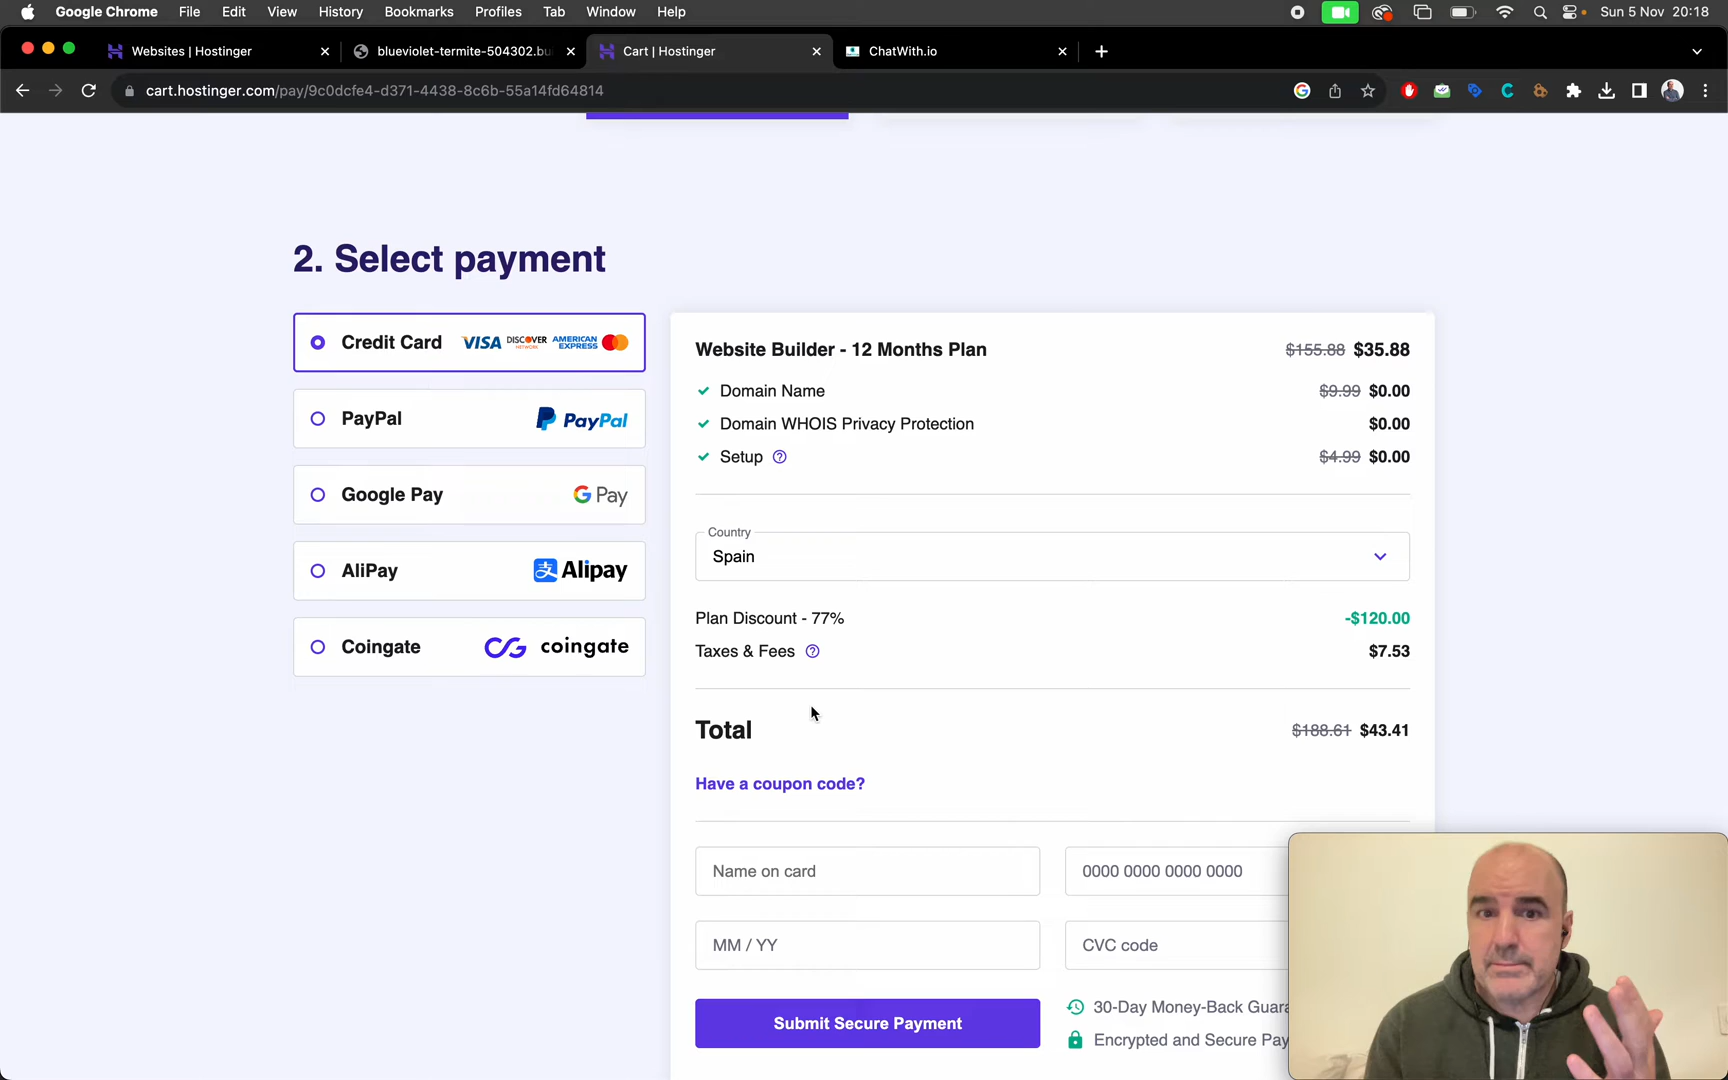 Google Chrome File Edit View History Bookmarks Profiles Tab Window Help Sun 5 Nov 20:18
Websites | Hostinger blueviolet-termite-504302.bu Cart | Hostinger ChatWith.io
cart.hostinger.com/pay/9c0dcfe4-d371-4438-8c6b-55a14fd64814
2. Select payment
Credit Card VISA DISCOVER NETWORK AMERICAN EXPRESS
PayPal PayPal
Google Pay G Pay
AliPay 支 Alipay
Coingate coingate
Website Builder - 12 Months Plan $155.88 $35.88
Domain Name $9.99 $0.00
Domain WHOIS Privacy Protection $0.00
Setup $4.99 $0.00
Country
Spain
Plan Discount - 77% -$120.00
Taxes & Fees $7.53
Total $188.61 $43.41
Have a coupon code?
Name on card 0000 0000 0000 0000
MM / YY CVC code
Submit Secure Payment
30-Day Money-Back Guara
Encrypted and Secure Pay